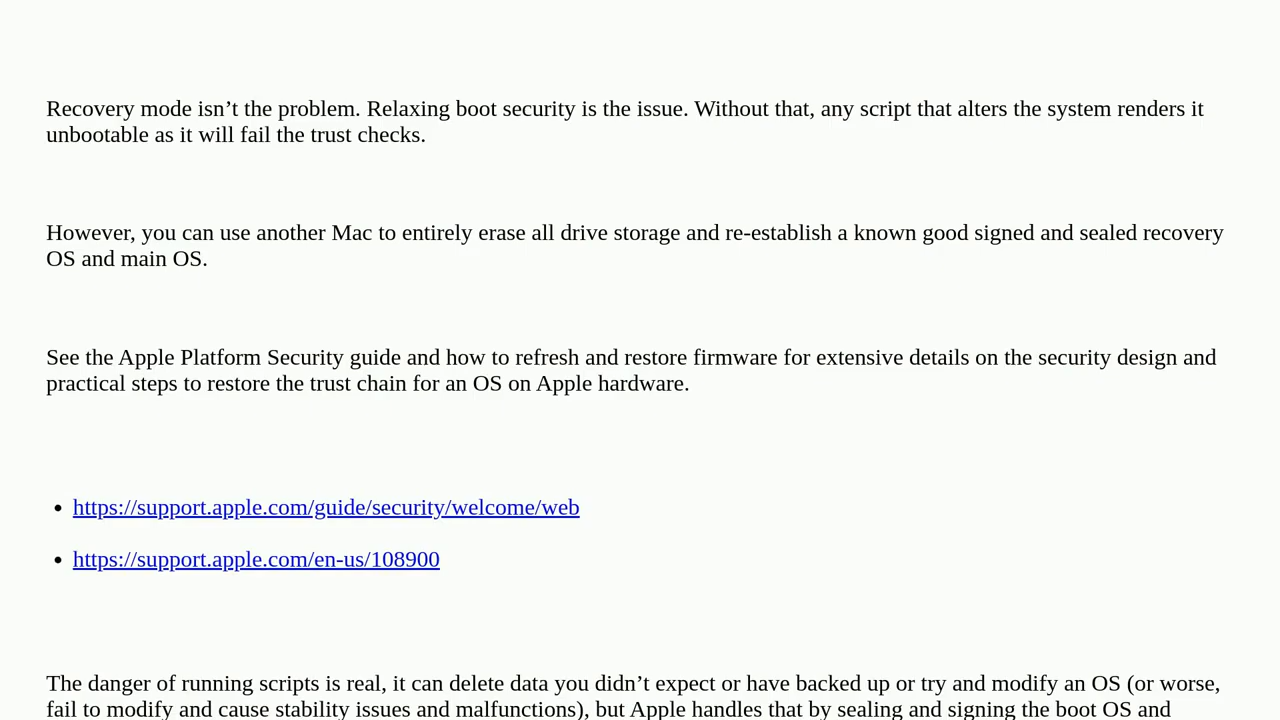 Recovery mode isn’t the problem. Relaxing boot security is the issue. Without that, any script that alters the system renders it
unbootable as it will fail the trust checks.
However, you can use another Mac to entirely erase all drive storage and re-establish a known good signed and sealed recovery
OS and main OS.
See the Apple Platform Security guide and how to refresh and restore firmware for extensive details on the security design and
practical steps to restore the trust chain for an OS on Apple hardware.
• https://support.apple.com/guide/security/welcome/web
• https://support.apple.com/en-us/108900
The danger of running scripts is real, it can delete data you didn’t expect or have backed up or try and modify an OS (or worse,
fail to modify and cause stability issues and malfunctions), but Apple handles that by sealing and signing the boot OS and